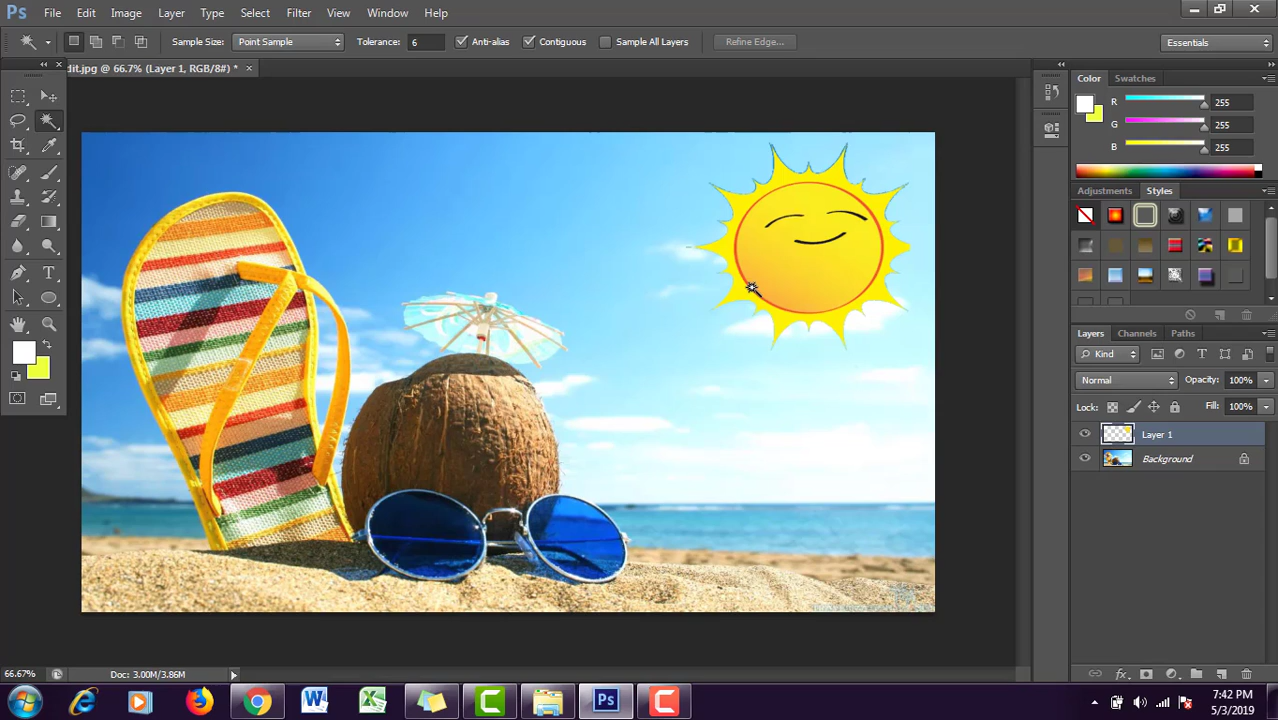 Ps File Edit Image Layer Type Select Filter View Window Help
Sample Size: Point Sample Tolerance: 6 Anti-alias Contiguous Sample All Layers Refine Edge... Essentials
dit.jpg @ 66.7% (Layer 1, RGB/8#) * ×
Color Swatches
R 255
G 255
B 255
Adjustments Styles
Layers Channels Paths
Kind
Normal Opacity: 100%
Lock: Fill: 100%
Layer 1
Background
66.67% Doc: 3.00M/3.86M
7:42 PM
5/3/2019